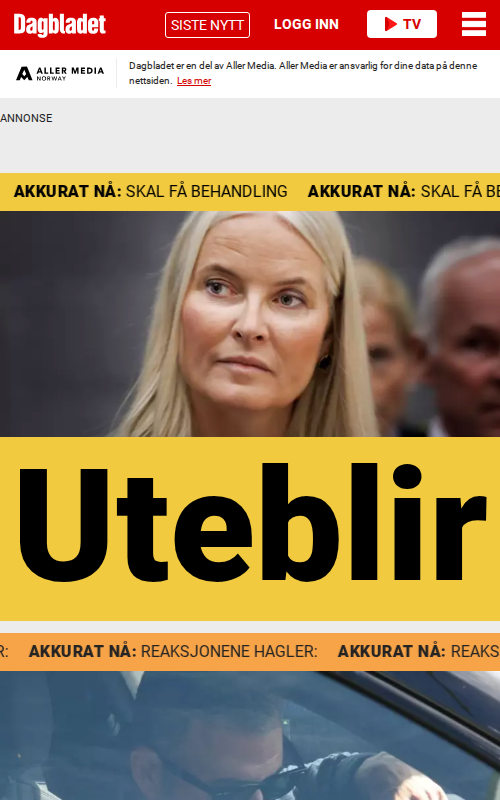 Dagbladet
SISTE NYTT
LOGG INN
TV
ALLER MEDIA
NORWAY
Dagbladet er en del av Aller Media. Aller Media er ansvarlig for dine data på denne
nettsiden. Les mer
ANNONSE
AKKURAT NÅ: SKAL FÅ BEHANDLING AKKURAT NÅ: SKAL FÅ BE
Uteblir
R: AKKURAT NÅ: REAKSJONENE HAGLER: AKKURAT NÅ: REAKS